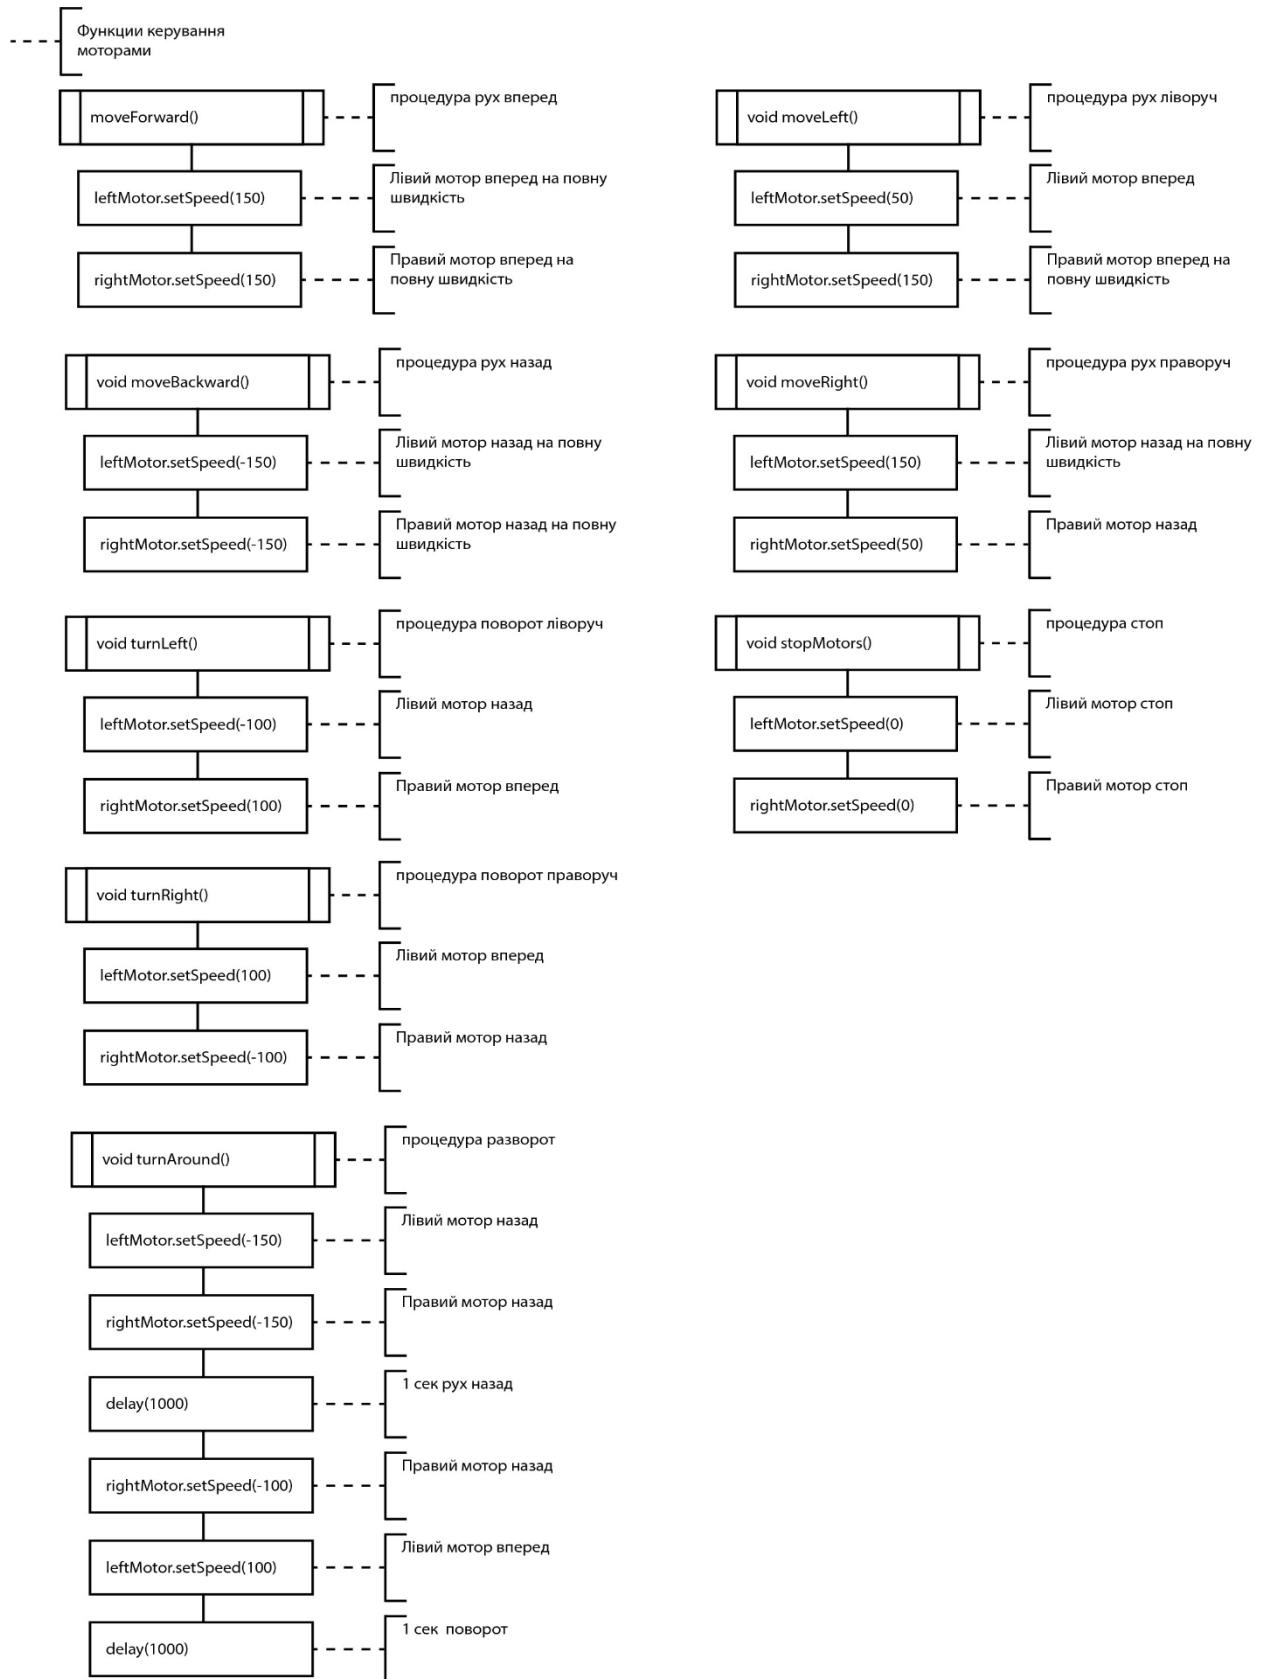 Функции керування
моторами
moveForward()
процедура рух вперед
leftMotor.setSpeed(150)
Лівий мотор вперед на повну
швидкість
rightMotor.setSpeed(150)
Правий мотор вперед на
повну швидкість
void moveBackward()
процедура рух назад
leftMotor.setSpeed(-150)
Лівий мотор назад на повну
швидкість
rightMotor.setSpeed(-150)
Правий мотор назад на повну
швидкість
void turnLeft()
процедура поворот ліворуч
leftMotor.setSpeed(-100)
Лівий мотор назад
rightMotor.setSpeed(100)
Правий мотор вперед
void turnRight()
процедура поворот праворуч
leftMotor.setSpeed(100)
Лівий мотор вперед
rightMotor.setSpeed(-100)
Правий мотор назад
void turnAround()
процедура разворот
leftMotor.setSpeed(-150)
Лівий мотор назад
rightMotor.setSpeed(-150)
Правий мотор назад
delay(1000)
1 сек рух назад
rightMotor.setSpeed(-100)
Правий мотор назад
leftMotor.setSpeed(100)
Лівий мотор вперед
delay(1000)
1 сек  поворот
void moveLeft()
процедура рух ліворуч
leftMotor.setSpeed(50)
Лівий мотор вперед
rightMotor.setSpeed(150)
Правий мотор вперед на
повну швидкість
void moveRight()
процедура рух праворуч
leftMotor.setSpeed(150)
Лівий мотор назад на повну
швидкість
rightMotor.setSpeed(50)
Правий мотор назад
void stopMotors()
процедура стоп
leftMotor.setSpeed(0)
Лівий мотор стоп
rightMotor.setSpeed(0)
Правий мотор стоп